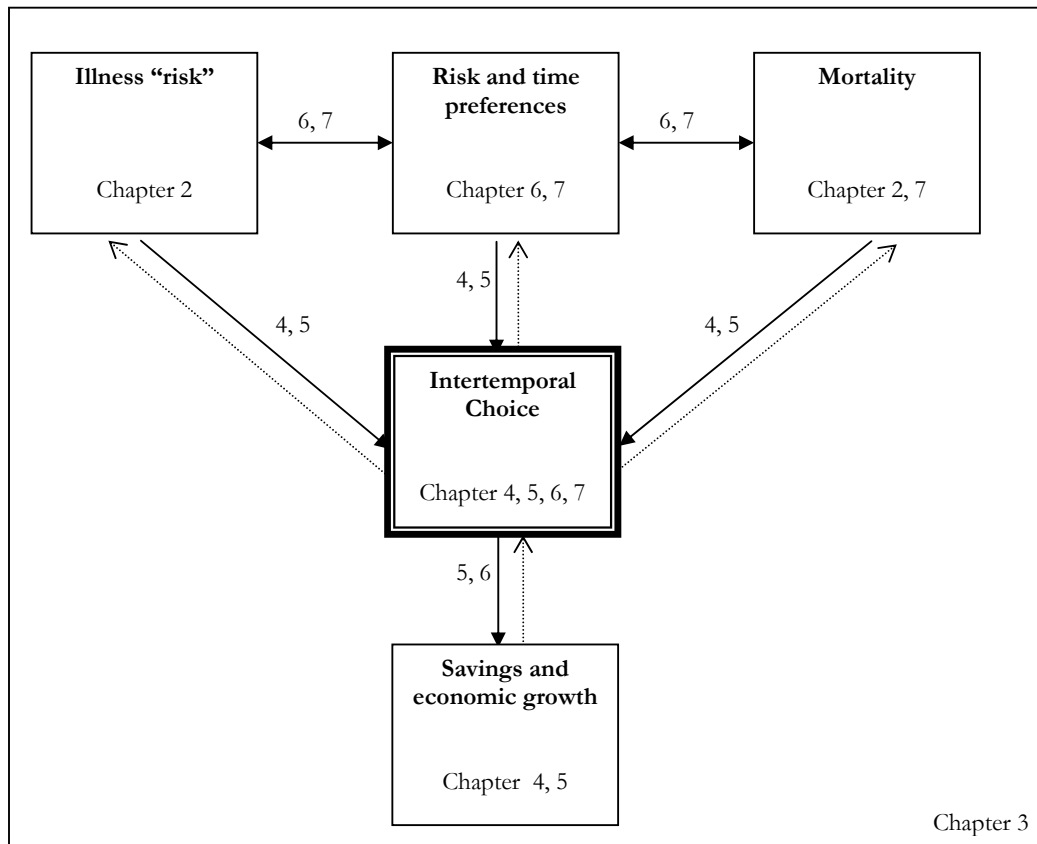 Illness “risk”
Chapter 2
6, 7
Risk and time
preferences
Chapter 6, 7
6, 7
Mortality
Chapter 2, 7
4, 5
4, 5
4, 5
Intertemporal
Choice
Chapter 4, 5, 6, 7
5, 6
Savings and
economic growth
Chapter 4, 5
Chapter 3